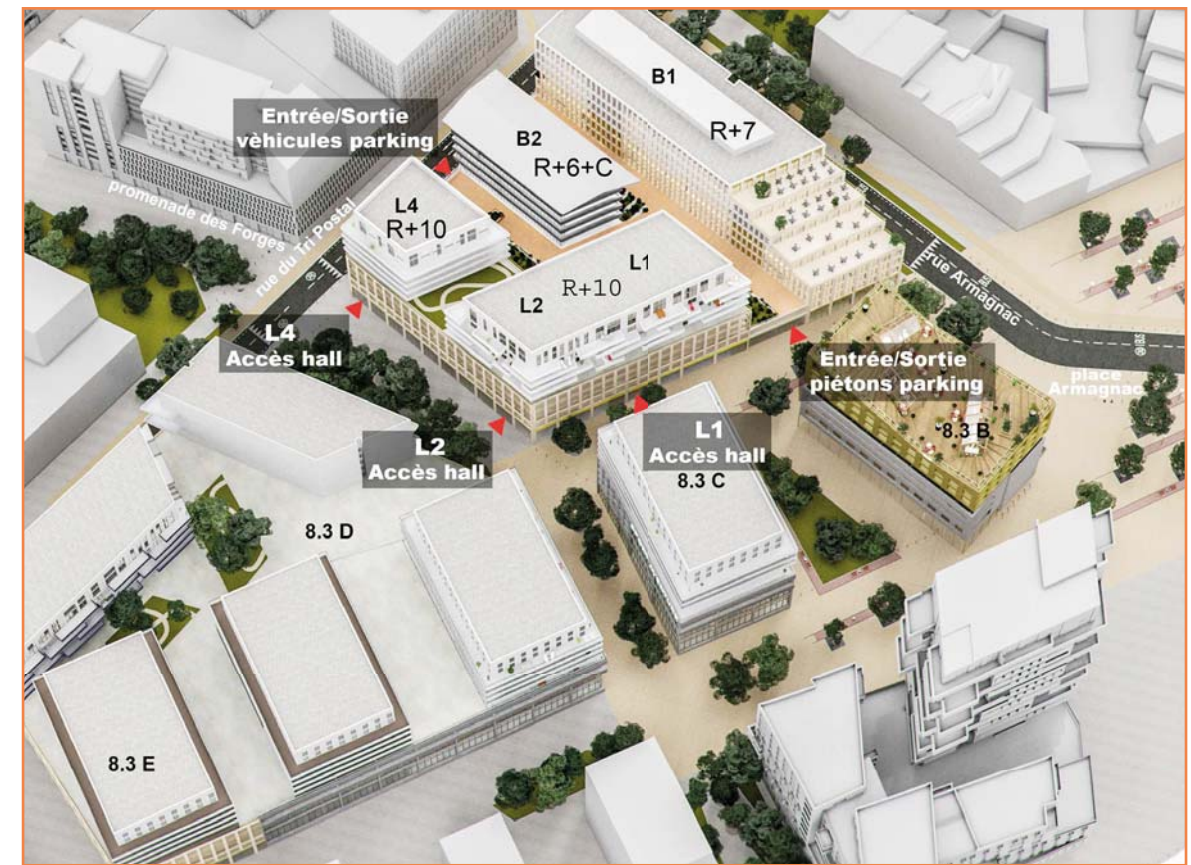 B1
R+7
Entrée/Sortie
vèhicules parking
B2
R+6+C
promenade des Forges
rue du Tri Postal
L4
R+10
L1
R+10
L2
rue Armagnac
L4
Accès hall
Entrée/Sortie
piétons parking
place
Armagnac
8.3 B
L2
Accès hall
L1
Accès hall
8.3 C
8.3 D
8.3 E